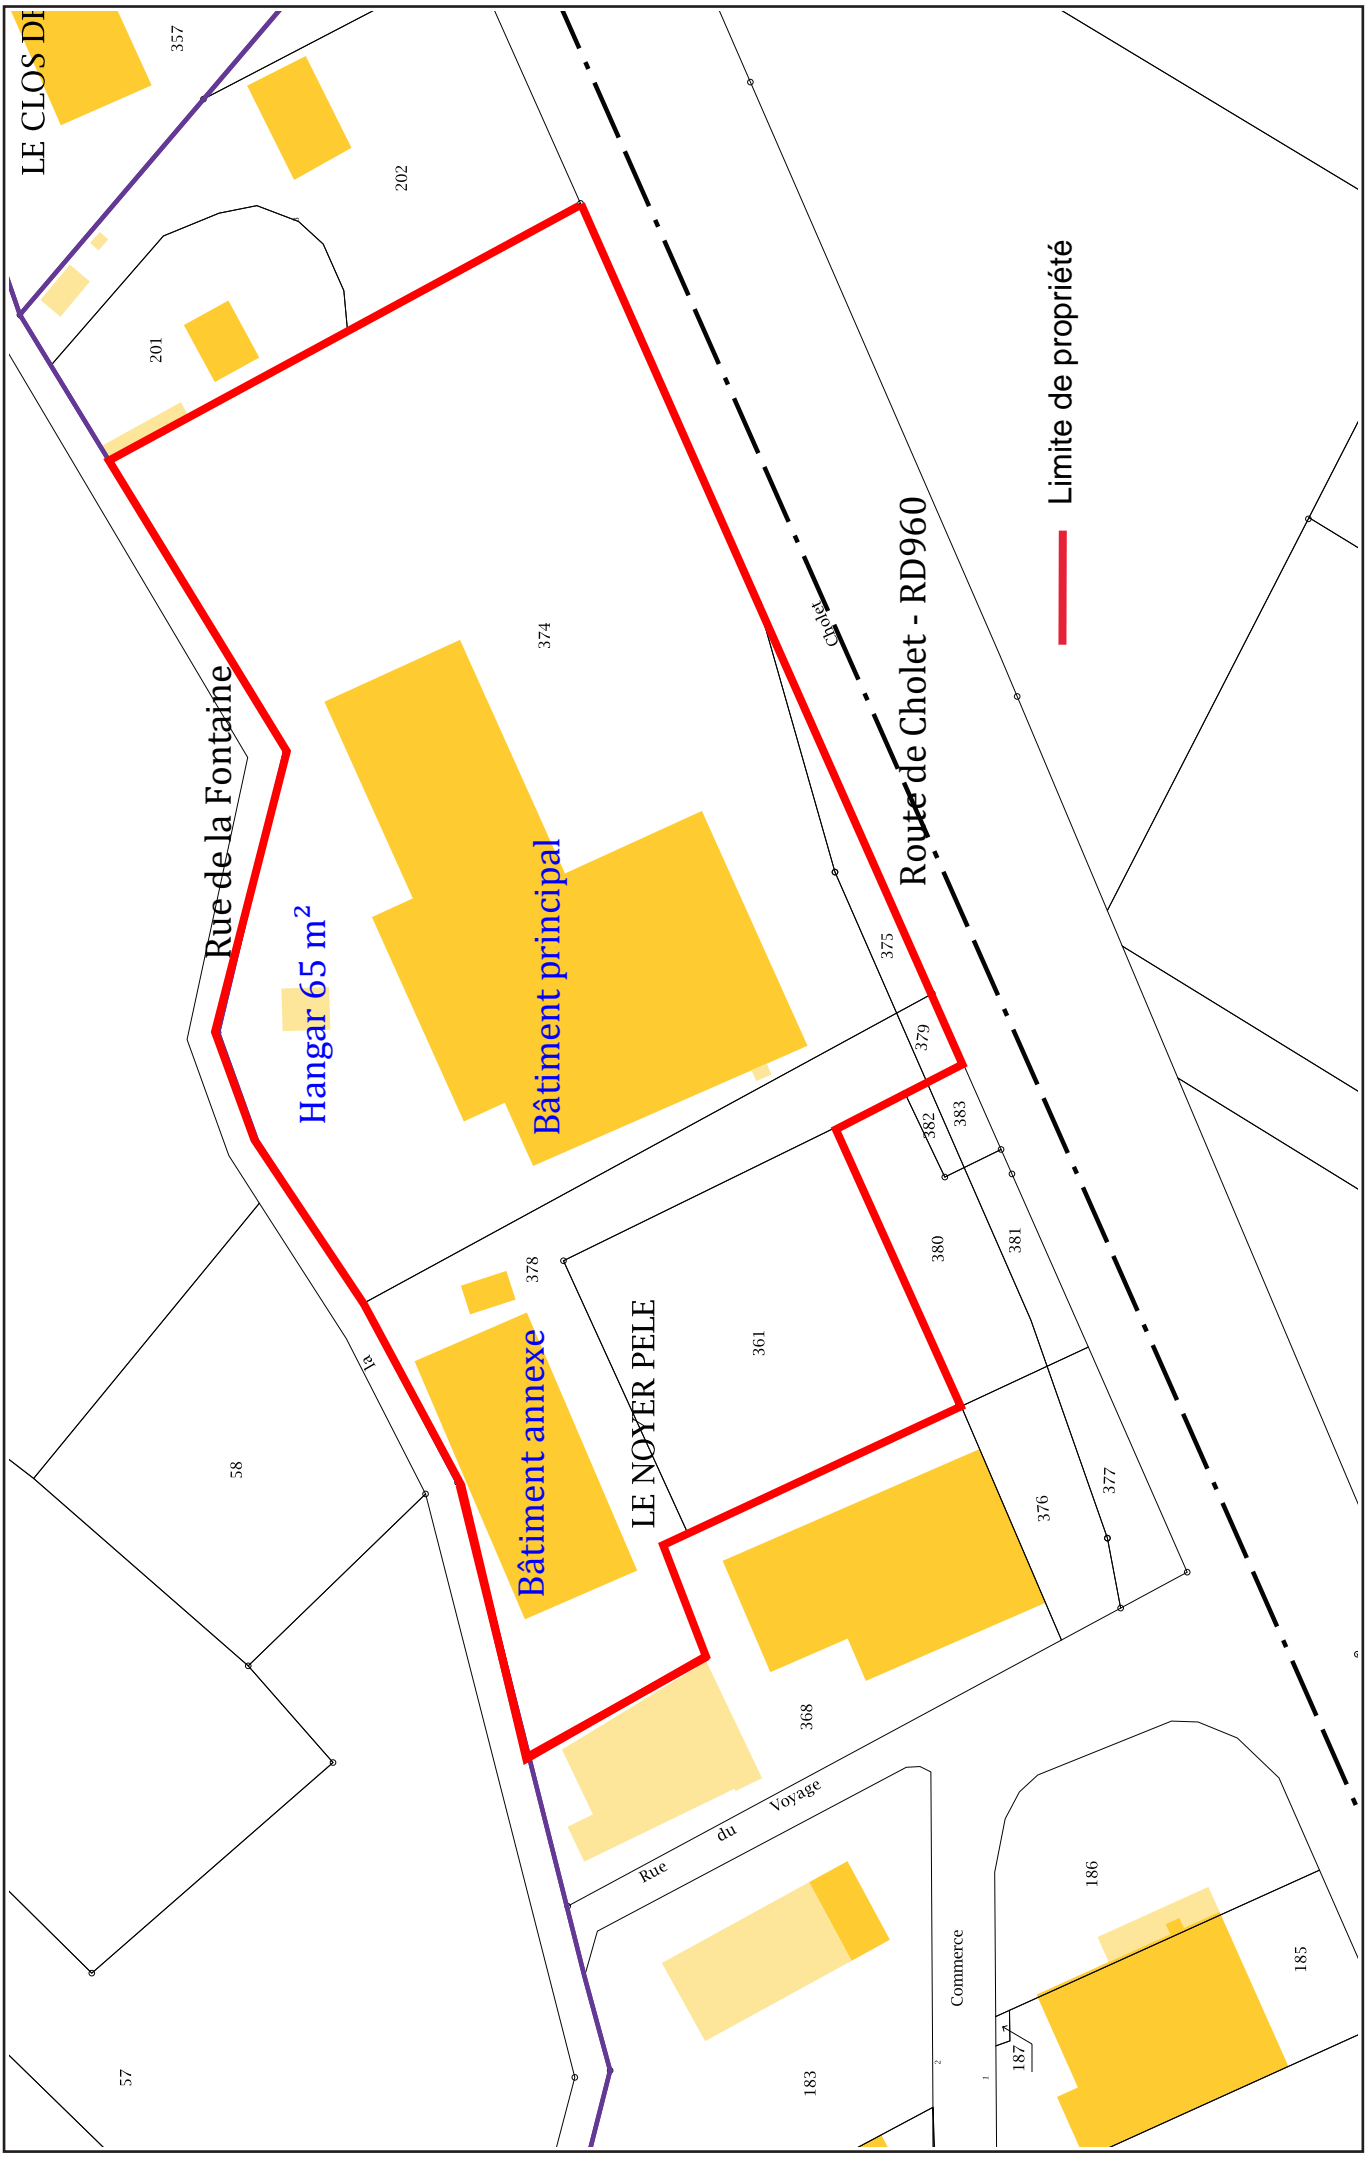 LE CLOS DE
357
202
201
374
Limite de propriété
Cholet
Route de Cholet - RD960
Rue de la Fontaine
Hangar 65 m²
Bâtiment principal
375
379
382
383
378
380
381
361
la
58
Bâtiment annexe
LE NOYER PELE
376
377
368
Rue du Voyage
Commerce
186
185
187
183
57
2
1